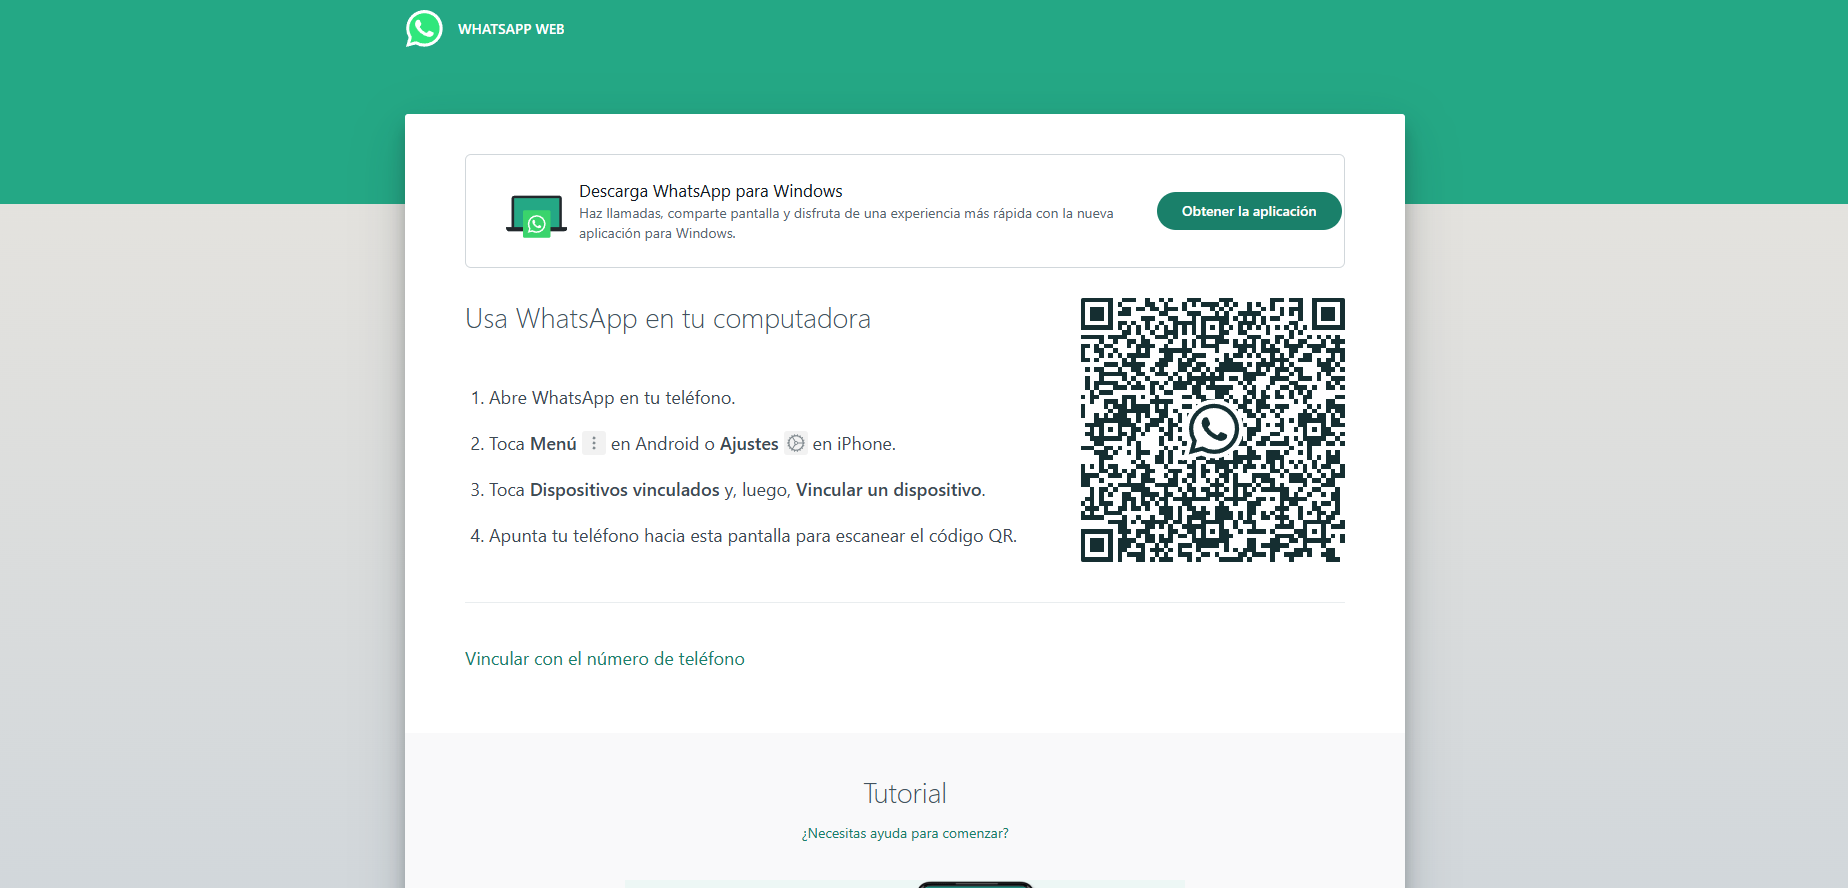 WHATSAPP WEB
Descarga WhatsApp para Windows
Haz llamadas, comparte pantalla y disfruta de una experiencia más rápida con la nueva
aplicación para Windows.
Obtener la aplicación
Usa WhatsApp en tu computadora
1. Abre WhatsApp en tu teléfono.
2. Toca Menú en Android o Ajustes en iPhone.
3. Toca Dispositivos vinculados y, luego, Vincular un dispositivo.
4. Apunta tu teléfono hacia esta pantalla para escanear el código QR.
Vincular con el número de teléfono
Tutorial
¿Necesitas ayuda para comenzar?